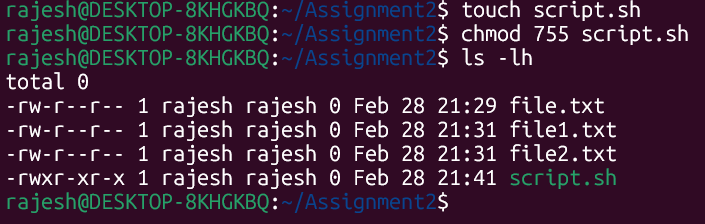 rajesh@DESKTOP-8KHGKBQ:~/Assignment2$ touch script.sh
rajesh@DESKTOP-8KHGKBQ:~/Assignment2$ chmod 755 script.sh
rajesh@DESKTOP-8KHGKBQ:~/Assignment2$ ls -lh
total 0
-rw-r--r-- 1 rajesh rajesh 0 Feb 28 21:29 file.txt
-rw-r--r-- 1 rajesh rajesh 0 Feb 28 21:31 file1.txt
-rw-r--r-- 1 rajesh rajesh 0 Feb 28 21:31 file2.txt
-rwxr-xr-x 1 rajesh rajesh 0 Feb 28 21:41 script.sh
rajesh@DESKTOP-8KHGKBQ:~/Assignment2$